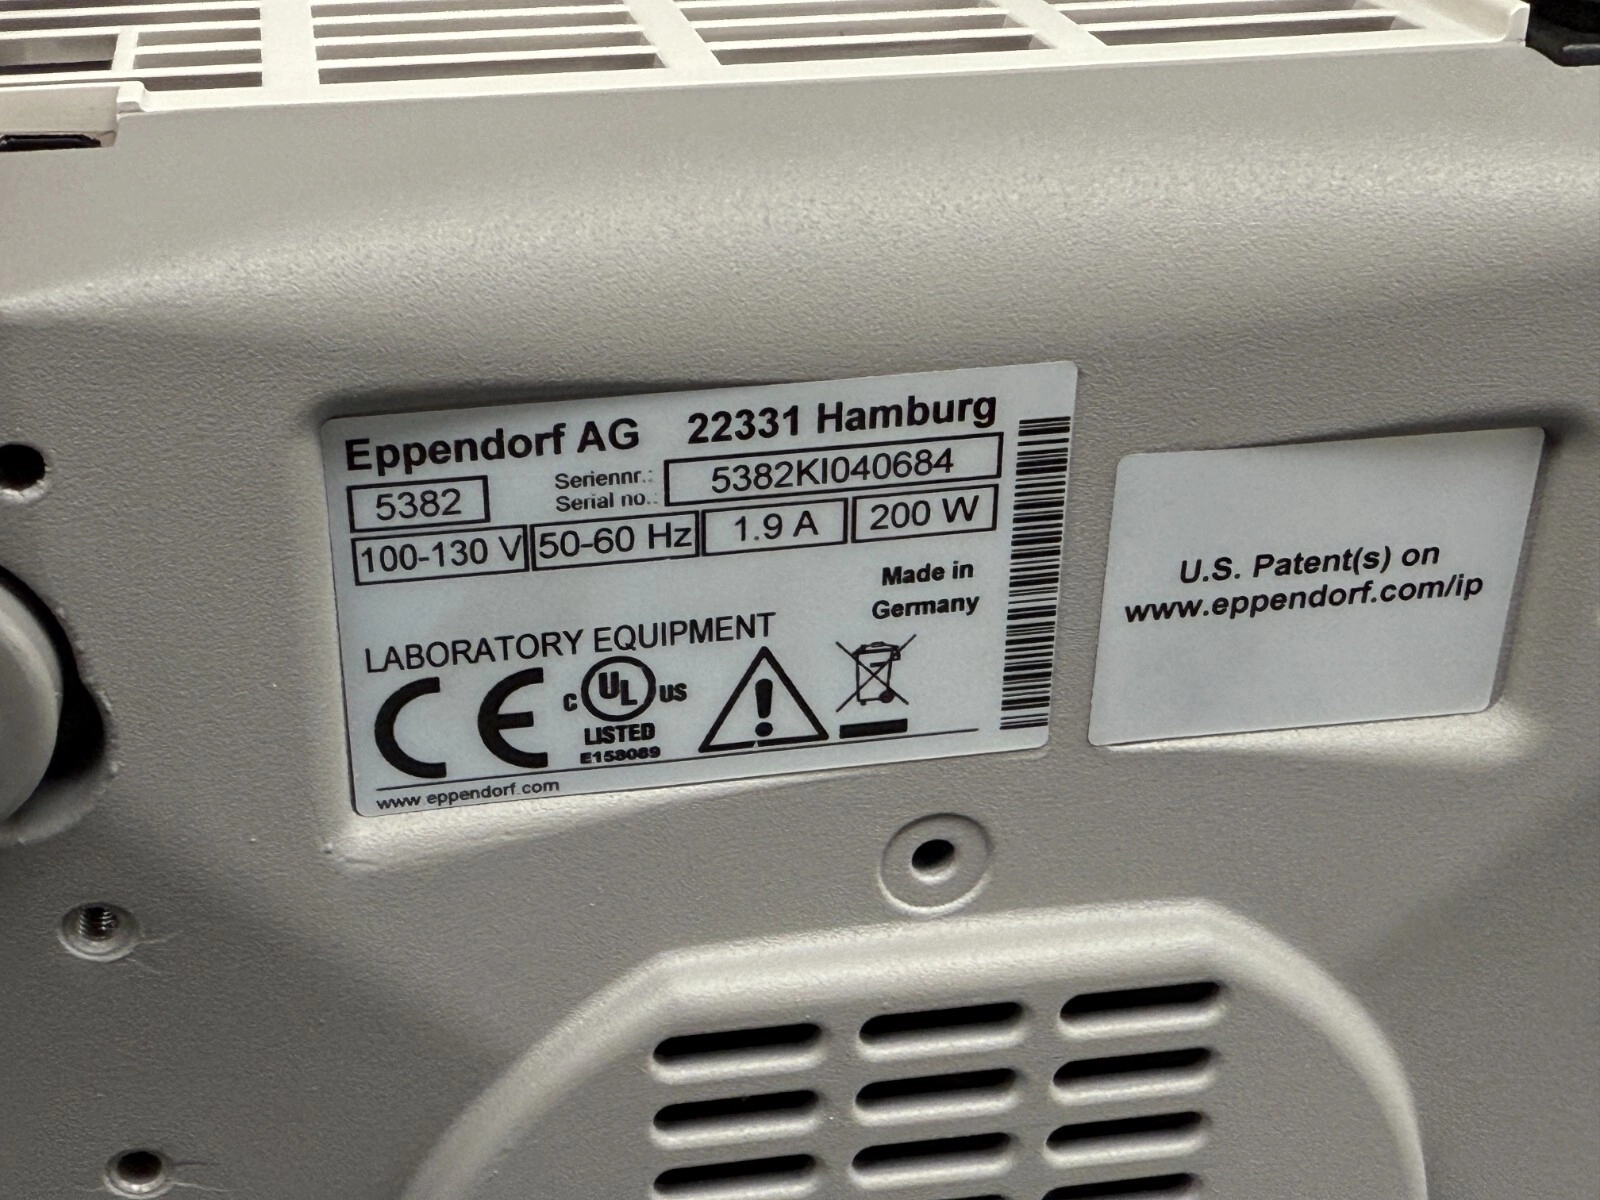 Eppendorf AG 22331 Hamburg
5382 Seriennr.: 5382KI040684
Serial no.:
100-130 V 50-60 Hz 1.9 A 200 W
Made in
Germany
LABORATORY EQUIPMENT
CE
C UL US
LISTED
E158089
www.eppendorf.com
U.S. Patent(s) on
www.eppendorf.com/ip